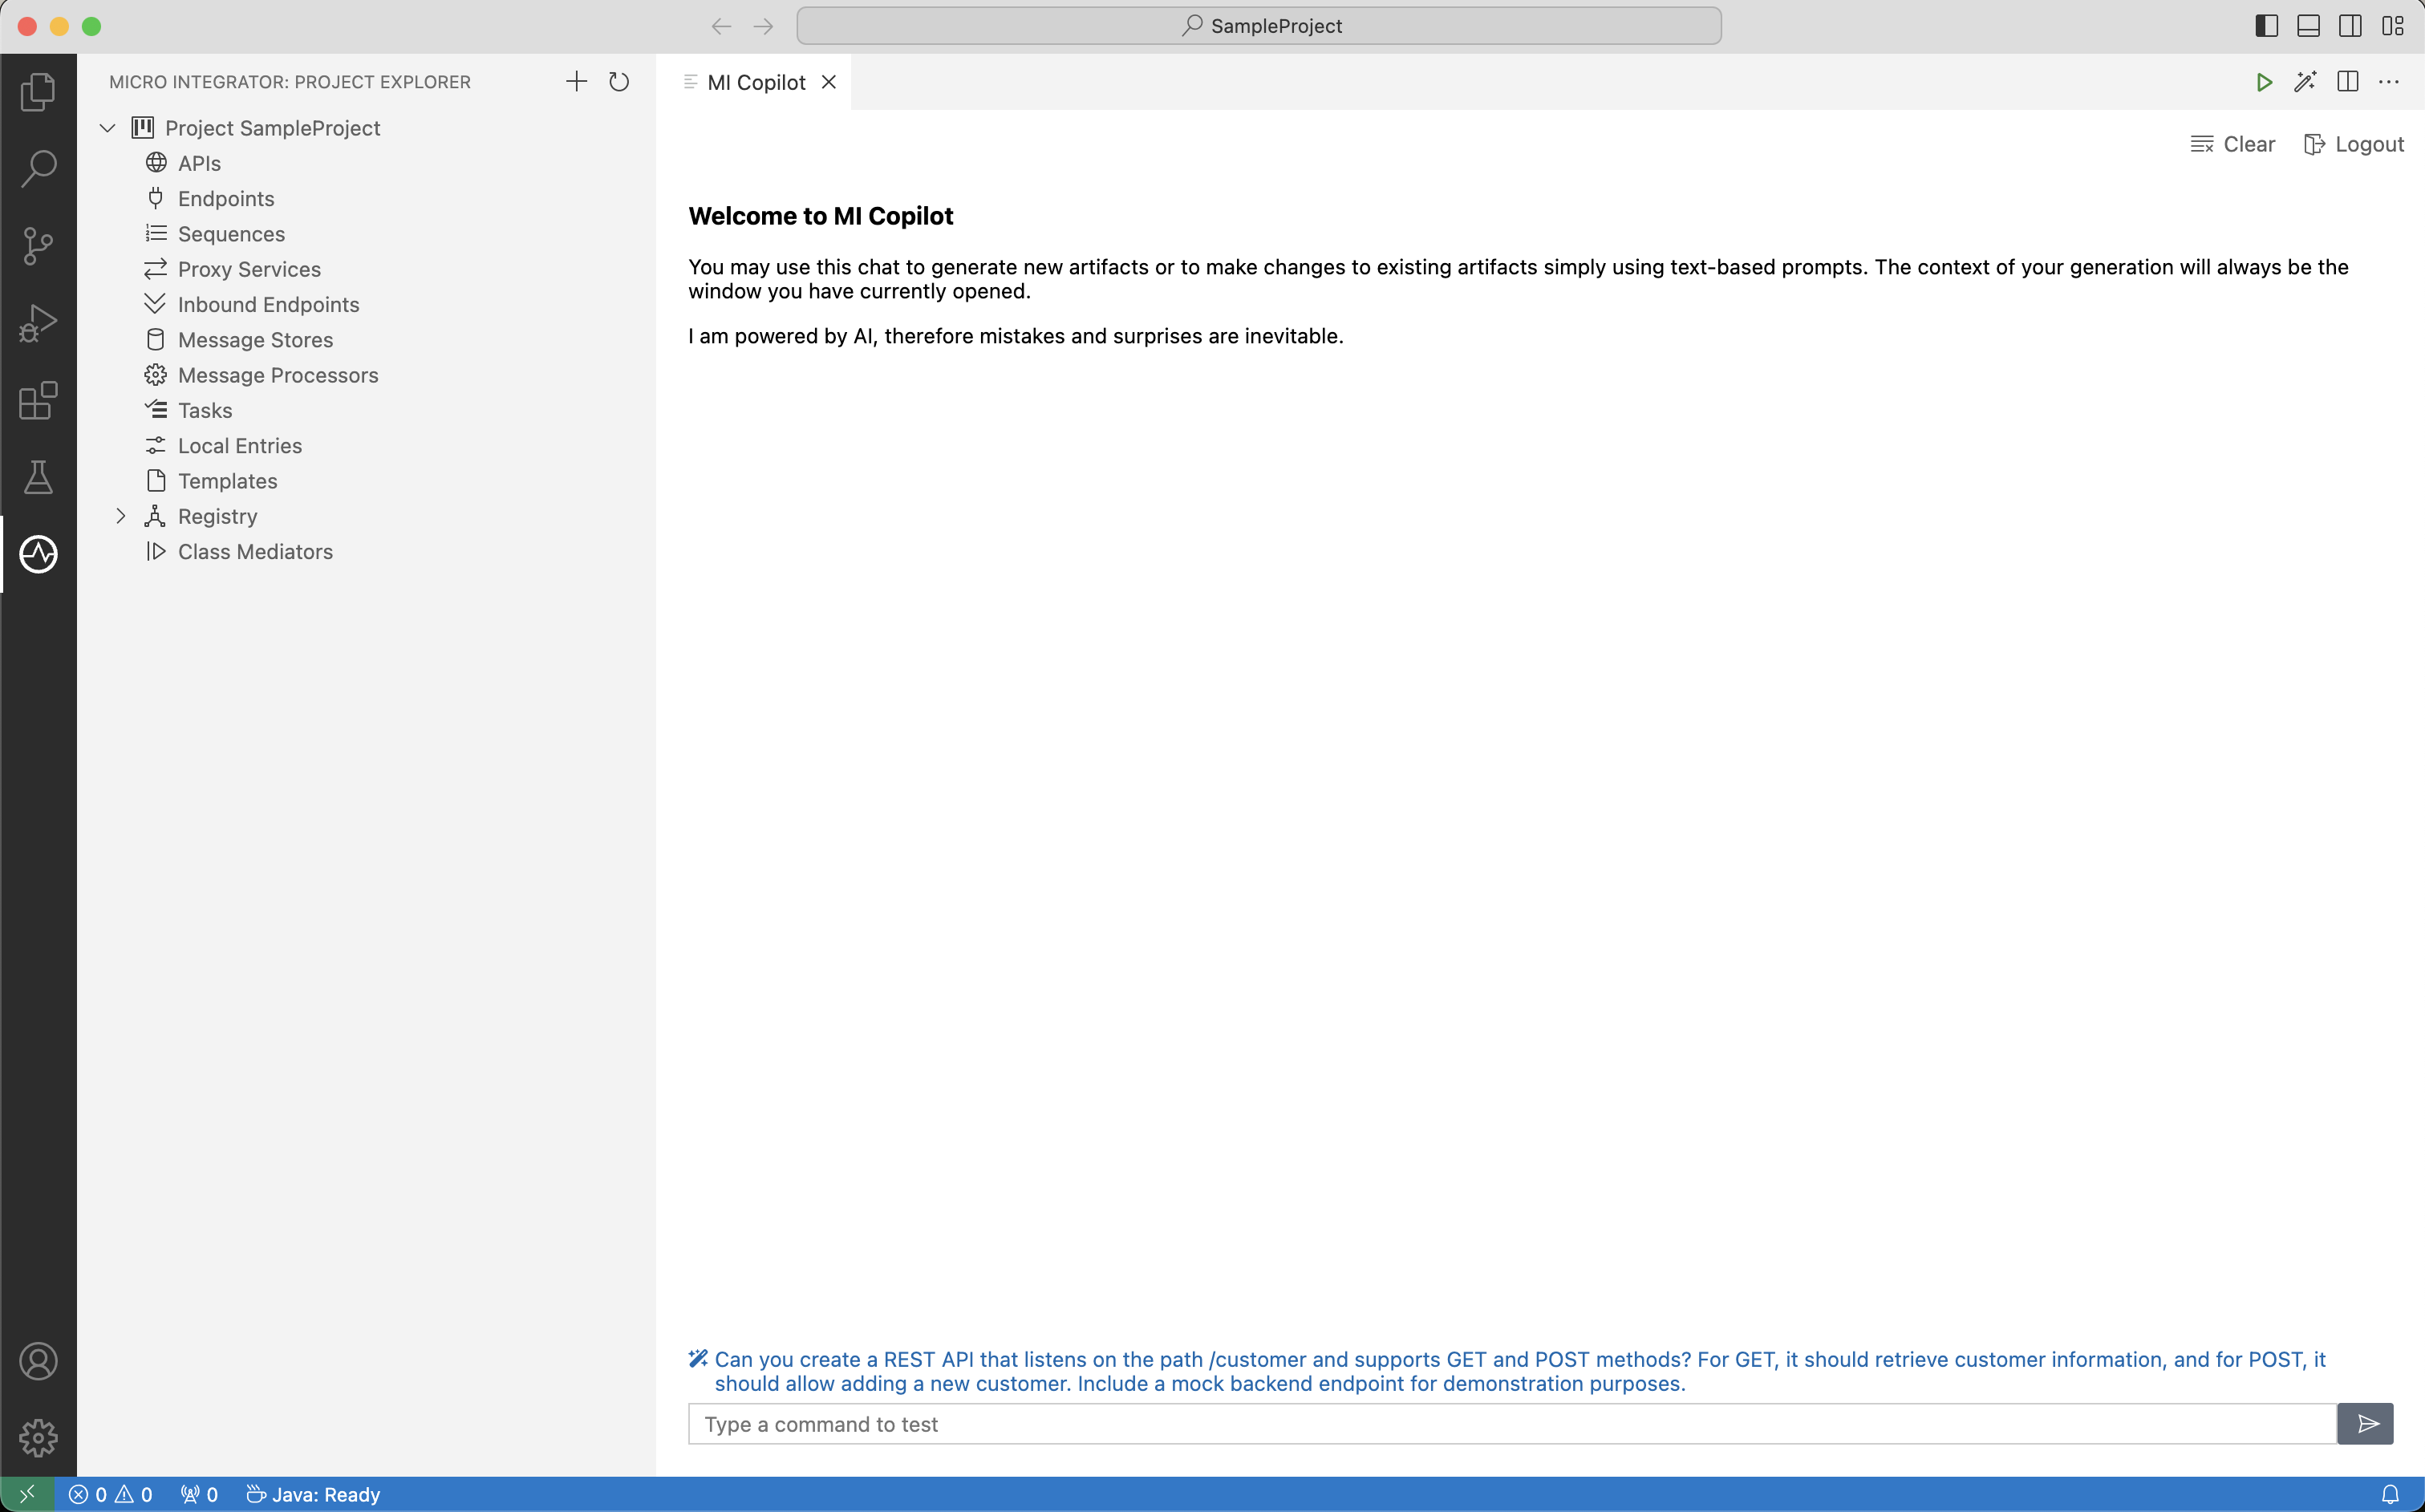 SampleProject
MICRO INTEGRATOR: PROJECT EXPLORER
MI Copilot
Project SampleProject
APIs
Endpoints
Sequences
Proxy Services
Inbound Endpoints
Message Stores
Message Processors
Tasks
Local Entries
Templates
Registry
Class Mediators
Clear
Logout
Welcome to MI Copilot
You may use this chat to generate new artifacts or to make changes to existing artifacts simply using text-based prompts. The context of your generation will always be the
window you have currently opened.
I am powered by AI, therefore mistakes and surprises are inevitable.
Can you create a REST API that listens on the path /customer and supports GET and POST methods? For GET, it should retrieve customer information, and for POST, it
should allow adding a new customer. Include a mock backend endpoint for demonstration purposes.
Type a command to test
0 0 0 Java: Ready